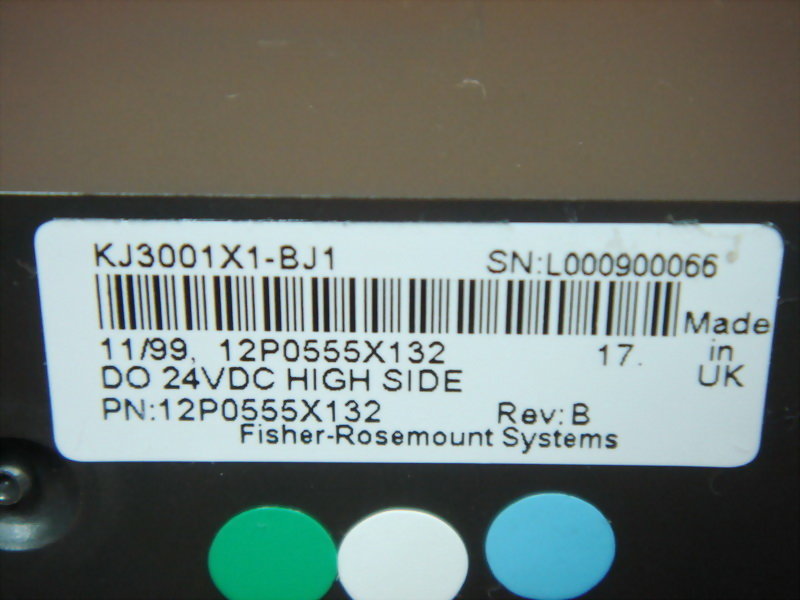 KJ3001X1-BJ1 SN:L000900066
11/99, 12P0555X132 17.
Made
in
UK
DO 24VDC HIGH SIDE
PN:12P0555X132 Rev: B
Fisher-Rosemount Systems